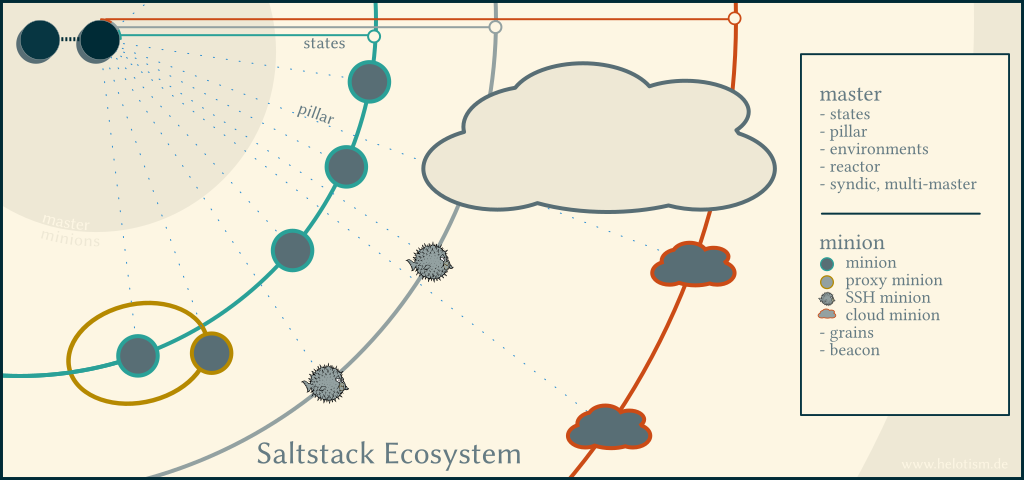 states
pillar
master
minions
Saltstack Ecosystem
master
- states
- pillar
- environments
- reactor
- syndic, multi-master
minion
minion
proxy minion
SSH minion
cloud minion
- grains
- beacon
www.helotism.de